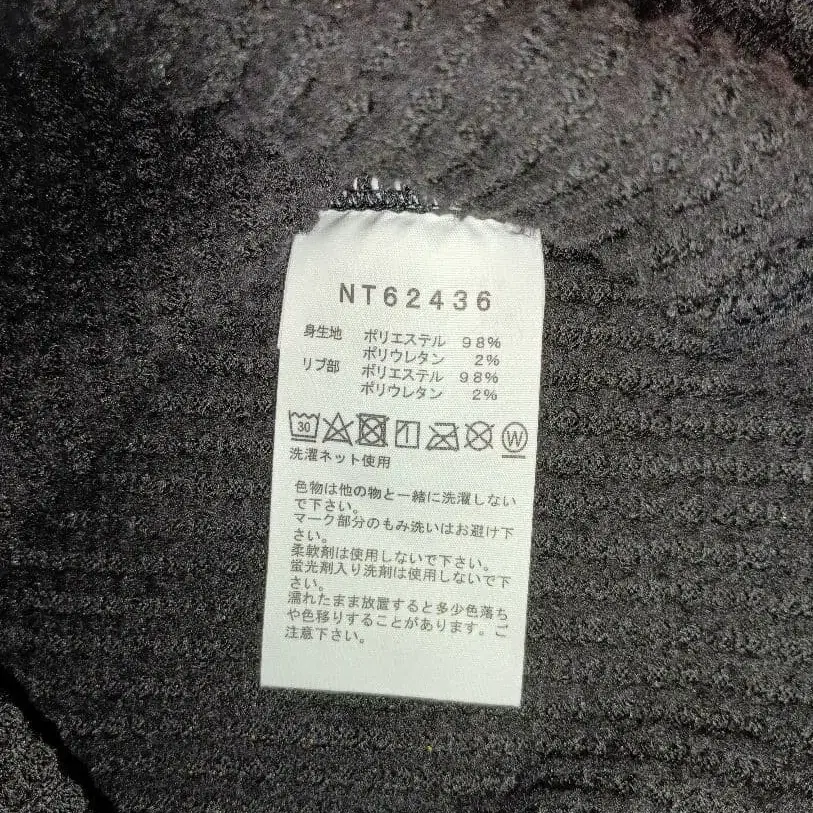 NT62436
身生地 ポリエステル 98%
ポリウレタン 2%
リブ部 ポリエステル 98%
ポリウレタン 2%
30 W
洗濯ネット使用
色物は他の物と一緒に洗濯しない
で下さい。
マーク部分のもみ洗いはお避け下
さい。
柔軟剤は使用しないで下さい。
蛍光剤入り洗剤は使用しないで下
さい。
濡れたまま放置すると多少色落ち
や色移りすることがあります。ご
注意下さい。